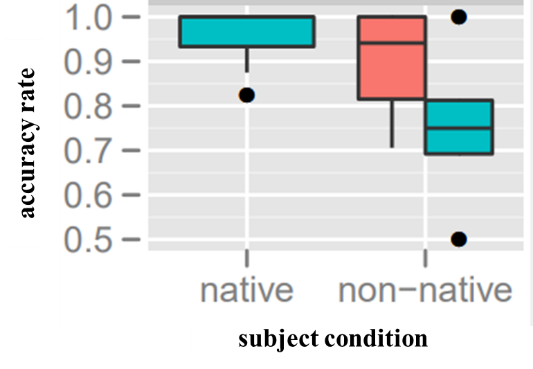 accuracy rate
1.0
0.9
0.8
0.7
0.6
0.5
native
non−native
subject condition